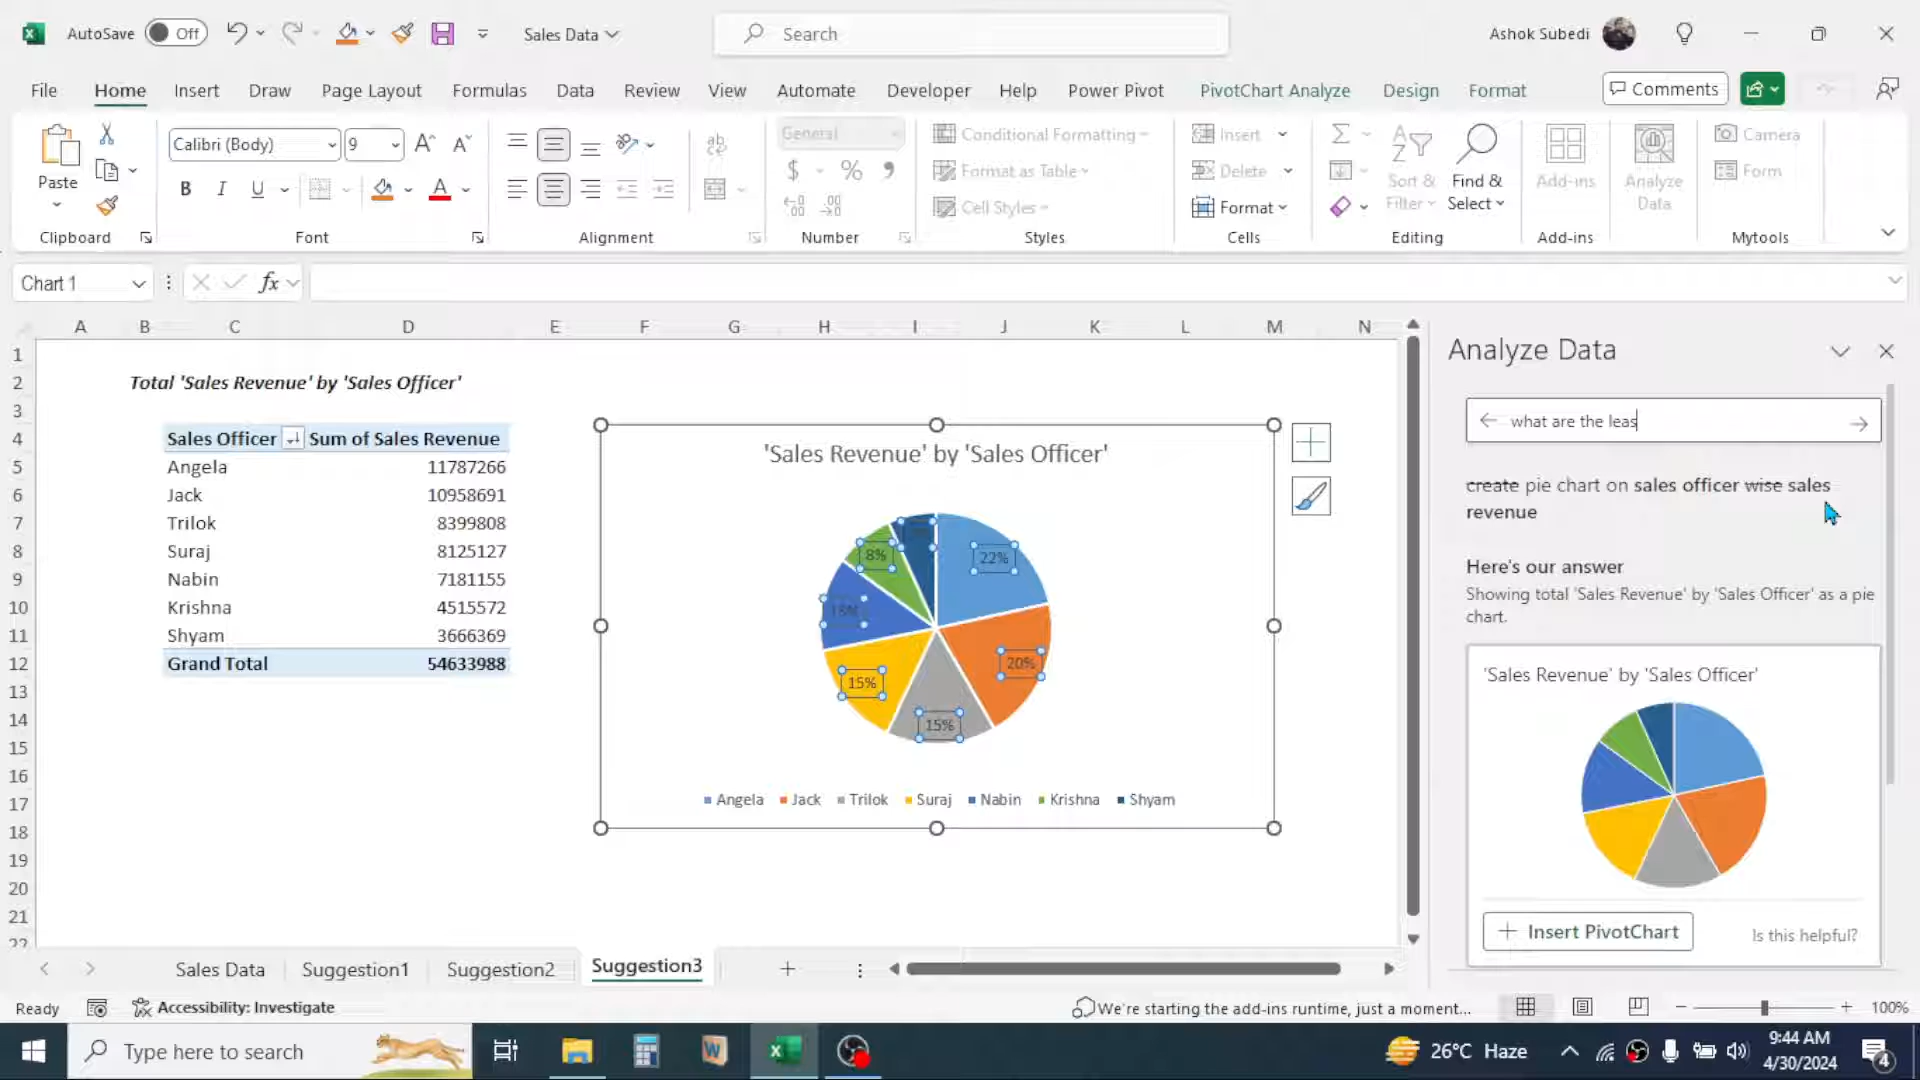 AutoSave Off Sales Data Search Ashok Subedi
File Home Insert Draw Page Layout Formulas Data Review View Automate Developer Help Power Pivot PivotChart Analyze Design Format Comments
Paste Calibri (Body) 9 General Conditional Formatting Insert Camera
B I U $ % Format as Table Delete Sort & Filter Find & Select Add-ins Analyze Data Form
Cell Styles Format
Clipboard Font Alignment Number Styles Cells Editing Add-ins Mytools
Chart 1 fx
A B C D E F G H I J K L M N
1
2 Total 'Sales Revenue' by 'Sales Officer'
3
4 Sales Officer Sum of Sales Revenue
5 Angela 11787266
6 Jack 10958691
7 Trilok 8399808
8 Suraj 8125127
9 Nabin 7181155
10 Krishna 4515572
11 Shyam 3666369
12 Grand Total 54633988
13
14
15
16
17
18
19
20
21
22
'Sales Revenue' by 'Sales Officer'
8% 22%
13%
20%
15%
15%
Angela Jack Trilok Suraj Nabin Krishna Shyam
Analyze Data
what are the leas
create pie chart on sales officer wise sales
revenue
Here's our answer
Showing total 'Sales Revenue' by 'Sales Officer' as a pie
chart.
'Sales Revenue' by 'Sales Officer'
Insert PivotChart Is this helpful?
Sales Data Suggestion1 Suggestion2 Suggestion3
Ready Accessibility: Investigate We're starting the add-ins runtime, just a moment... 100%
Type here to search 26°C Haze 9:44 AM
4/30/2024 4